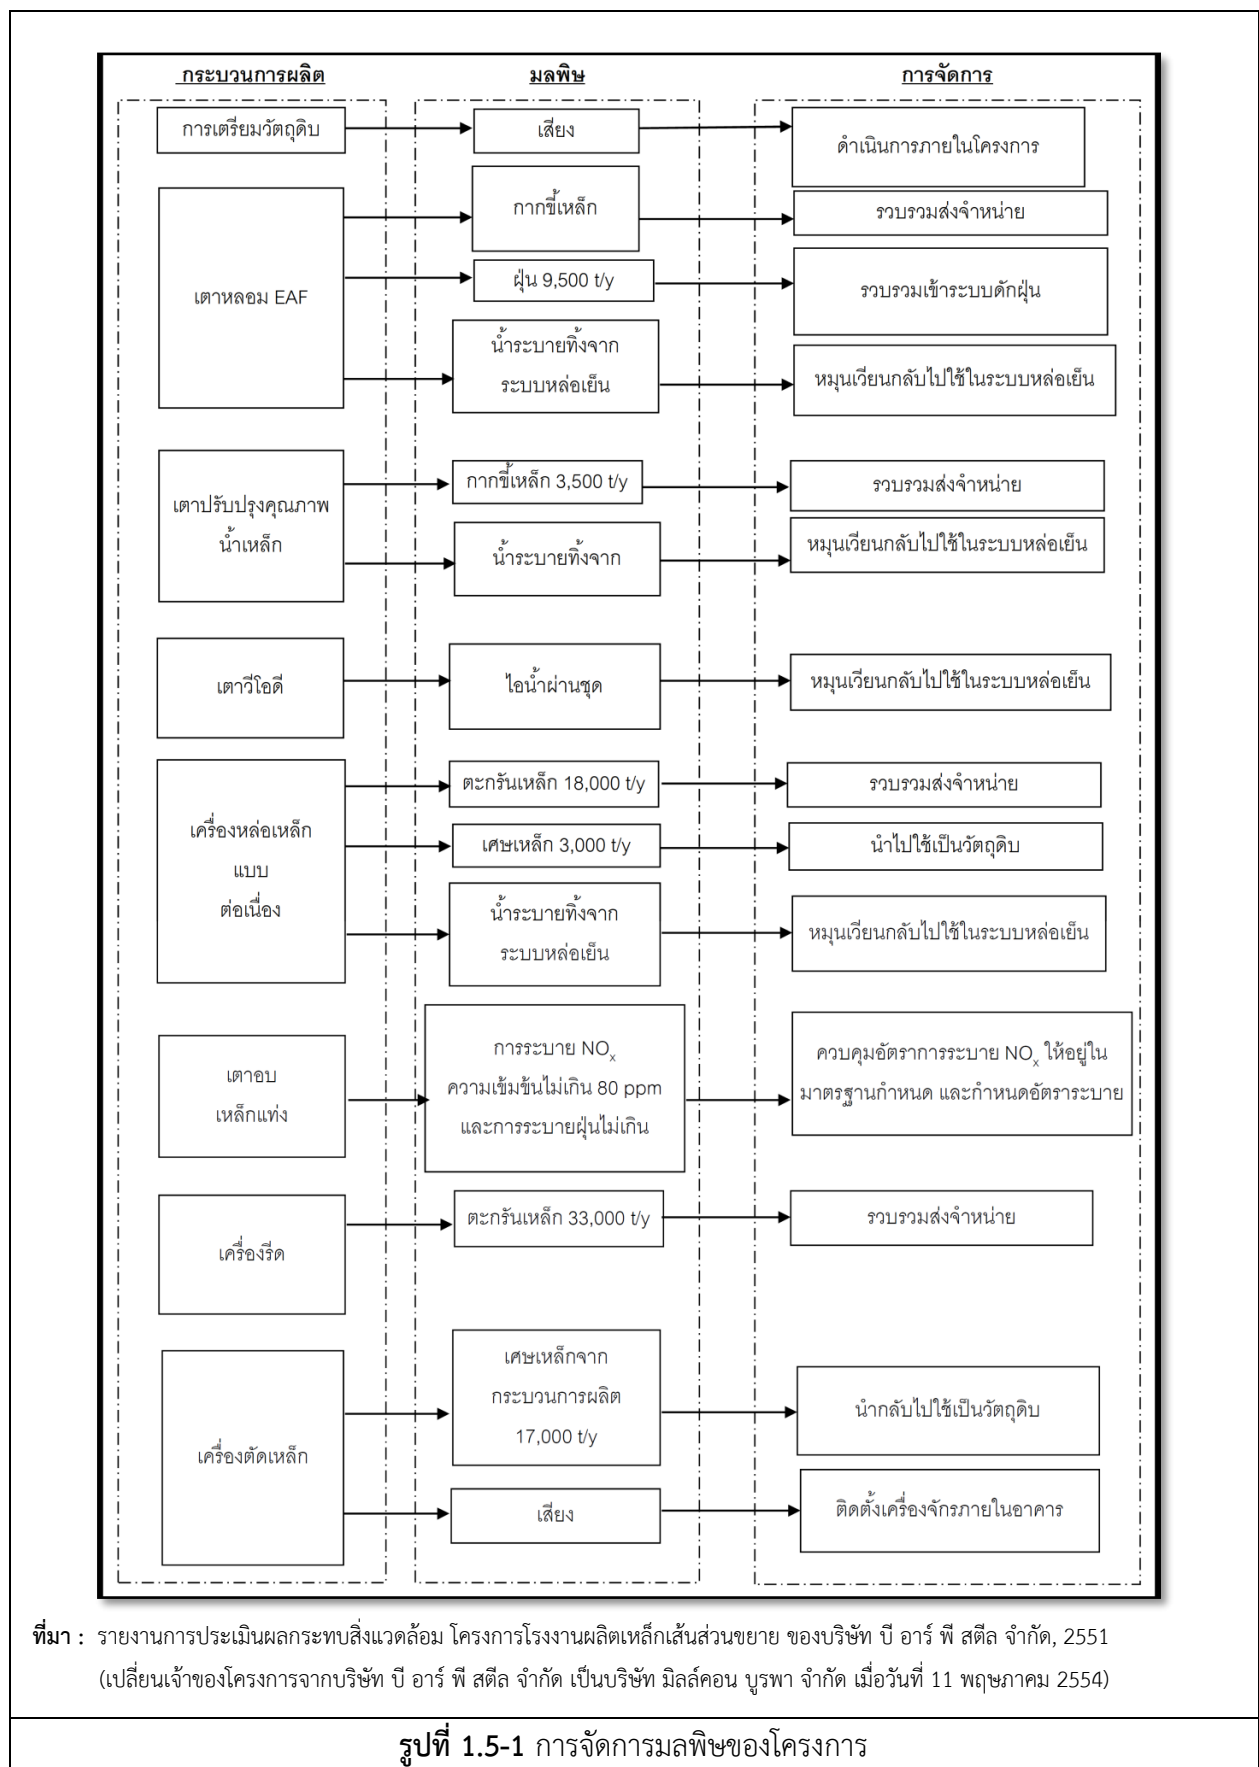 กระบวนการผลิต
มลพิษ
การจัดการ
การเตรียมวัตถุดิบ
เสียง
ดำเนินการภายในโครงการ
เตาหลอม EAF
กากขี้เหล็ก
รวบรวมส่งจำหน่าย
ฝุ่น 9,500 t/y
รวบรวมเข้าระบบดักฝุ่น
น้ำระบายทิ้งจาก
ระบบหล่อเย็น
หมุนเวียนกลับไปใช้ในระบบหล่อเย็น
เตาปรับปรุงคุณภาพ
น้ำเหล็ก
กากขี้เหล็ก 3,500 t/y
รวบรวมส่งจำหน่าย
น้ำระบายทิ้งจาก
หมุนเวียนกลับไปใช้ในระบบหล่อเย็น
เตาวีโอดี
ไอน้ำผ่านชุด
หมุนเวียนกลับไปใช้ในระบบหล่อเย็น
เครื่องหล่อเหล็ก
แบบ
ต่อเนื่อง
ตะกรันเหล็ก 18,000 t/y
รวบรวมส่งจำหน่าย
เศษเหล็ก 3,000 t/y
นำไปใช้เป็นวัตถุดิบ
น้ำระบายทิ้งจาก
ระบบหล่อเย็น
หมุนเวียนกลับไปใช้ในระบบหล่อเย็น
เตาอบ
เหล็กแท่ง
การระบาย NOx
ความเข้มข้นไม่เกิน 80 ppm
และการระบายฝุ่นไม่เกิน
ควบคุมอัตราการระบาย NOx ให้อยู่ใน
มาตรฐานกำหนด และกำหนดอัตราระบาย
เครื่องรีด
ตะกรันเหล็ก 33,000 t/y
รวบรวมส่งจำหน่าย
เครื่องตัดเหล็ก
เศษเหล็กจาก
กระบวนการผลิต
17,000 t/y
นำกลับไปใช้เป็นวัตถุดิบ
เสียง
ติดตั้งเครื่องจักรภายในอาคาร
ที่มา : รายงานการประเมินผลกระทบสิ่งแวดล้อม โครงการโรงงานผลิตเหล็กเส้นส่วนขยาย ของบริษัท บี อาร์ พี สตีล จำกัด, 2551
(เปลี่ยนเจ้าของโครงการจากบริษัท บี อาร์ พี สตีล จำกัด เป็นบริษัท มิลล์คอน บูรพา จำกัด เมื่อวันที่ 11 พฤษภาคม 2554)
รูปที่ 1.5-1 การจัดการมลพิษของโครงการ